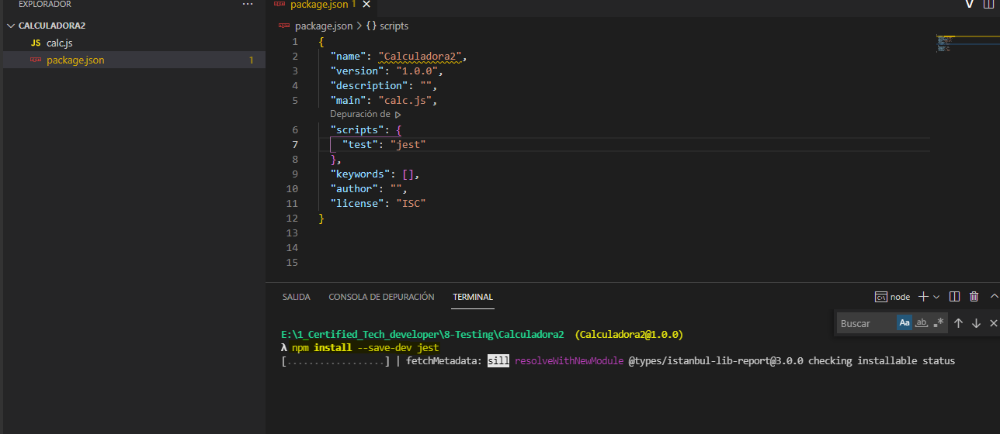 EXPLORADOR
CALCULADORA2
JS calc.js
package.json 1
package.json 1
package.json > { } scripts
1 {
2 "name": "Calculadora2",
3 "version": "1.0.0",
4 "description": "",
5 "main": "calc.js",
Depuración de
6 "scripts": {
7 "test": "jest"
8 },
9 "keywords": [],
10 "author": "",
11 "license": "ISC"
12 }
13
14
15
SALIDA CONSOLA DE DEPURACIÓN TERMINAL
node
Buscar Aa ab
E:\1_Certified_Tech_developer\8-Testing\Calculadora2 (Calculadora2@1.0.0)
λ npm install --save-dev jest
[..................] | fetchMetadata: sill resolveWithNewModule @types/istanbul-lib-report@3.0.0 checking installable status